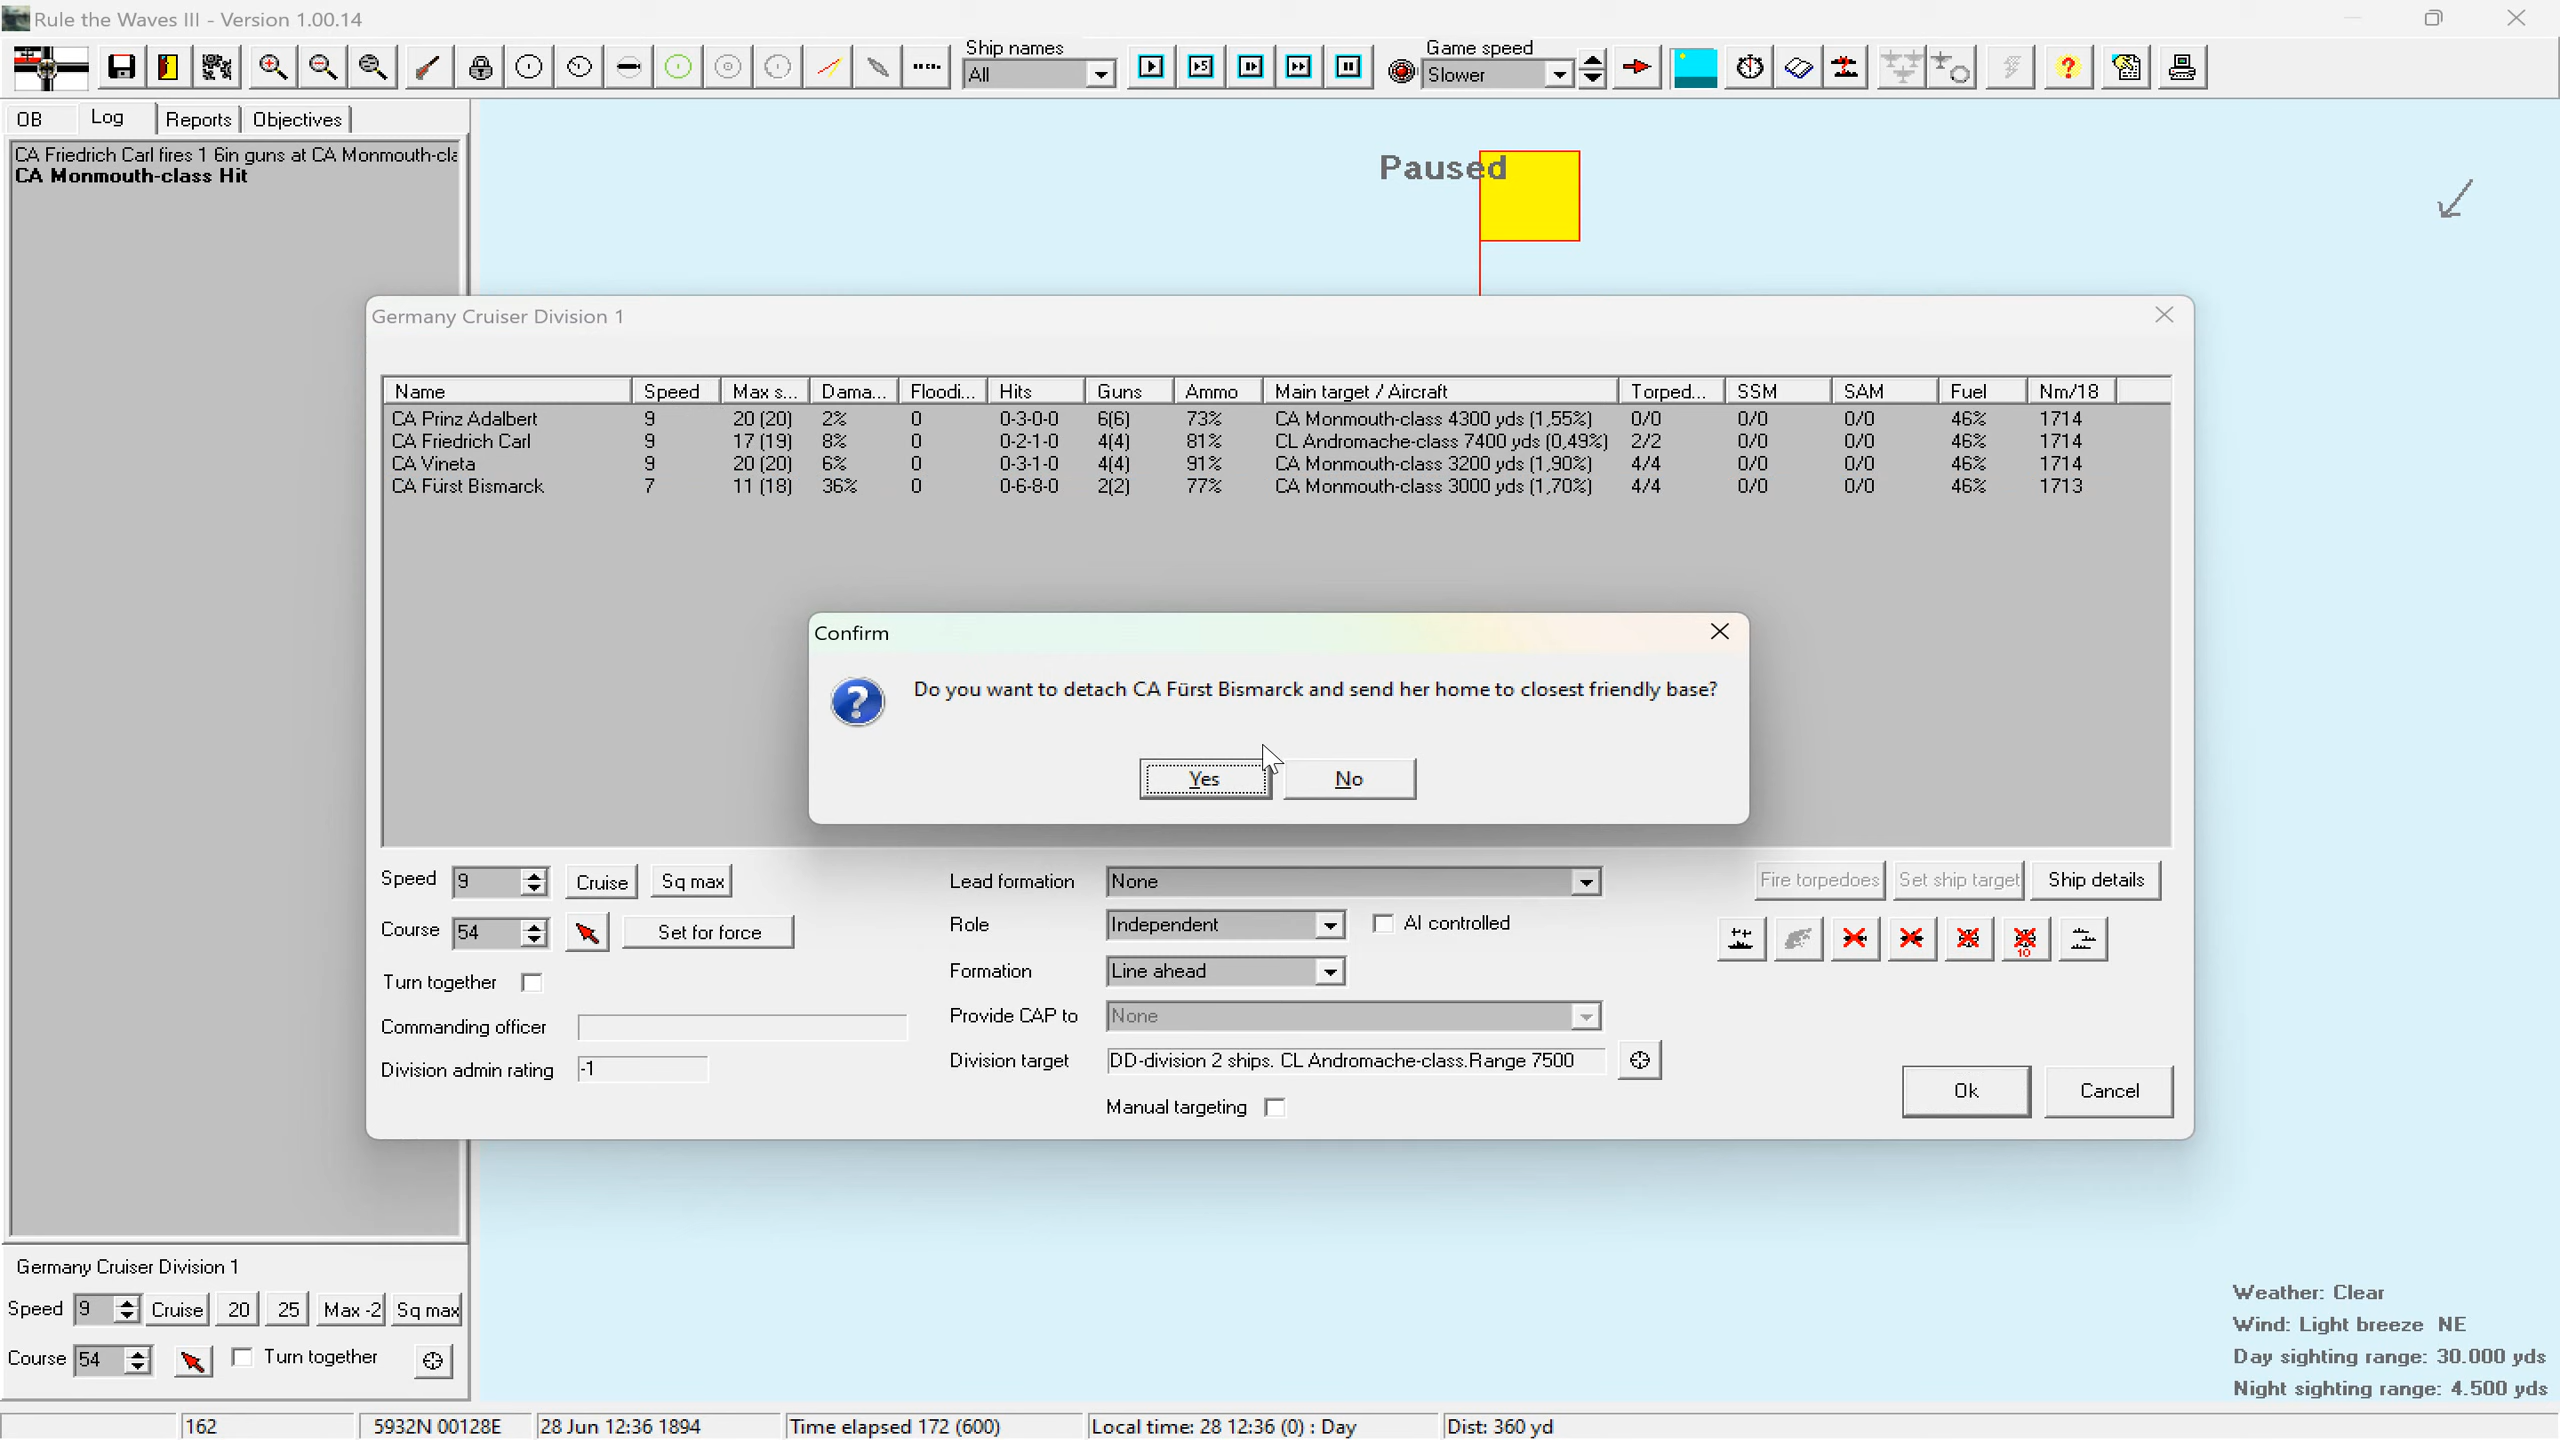 Rule the Waves III - Version 1.00.14
Ship names
All
Game speed
Slower
OB
Log
Reports
Objectives
CA Friedrich Carl fires 1 6in guns at CA Monmouth-cla
CA Monmouth-class Hit
Paused
Germany Cruiser Division 1
Name Speed Max s... Dama... Floodi... Hits Guns Ammo Main target / Aircraft Torped... SSM SAM Fuel Nm/18
CA Prinz Adalbert 9 20 (20) 2% 0 0-3-0-0 6(6) 73% CA Monmouth-class 4300 yds (1,55%) 0/0 0/0 0/0 46% 1714
CA Friedrich Carl 9 17 (19) 8% 0 0-2-1-0 4(4) 81% CL Andromache-class 7400 yds (0,49%) 2/2 0/0 0/0 46% 1714
CA Vineta 9 20 (20) 6% 0 0-3-1-0 4(4) 91% CA Monmouth-class 3200 yds (1,90%) 4/4 0/0 0/0 46% 1714
CA Fürst Bismarck 7 11 (18) 36% 0 0-6-8-0 2(2) 77% CA Monmouth-class 3000 yds (1,70%) 4/4 0/0 0/0 46% 1713
Confirm
Do you want to detach CA Fürst Bismarck and send her home to closest friendly base?
Yes
No
Speed 9 Cruise Sq max
Lead formation None
Fire torpedoes Set ship target Ship details
Course 54 Set for force
Role Independent AI controlled
10
Turn together
Formation Line ahead
Commanding officer
Provide CAP to None
Division admin rating -1
Division target DD-division 2 ships. CL Andromache-class.Range 7500
Manual targeting
Ok
Cancel
Germany Cruiser Division 1
Speed 9 Cruise 20 25 Max -2 Sq max
Course 54 Turn together
Weather: Clear
Wind: Light breeze NE
Day sighting range: 30.000 yds
Night sighting range: 4.500 yds
162
5932N 00128E
28 Jun 12:36 1894
Time elapsed 172 (600)
Local time: 28 12:36 (0) : Day
Dist: 360 yd